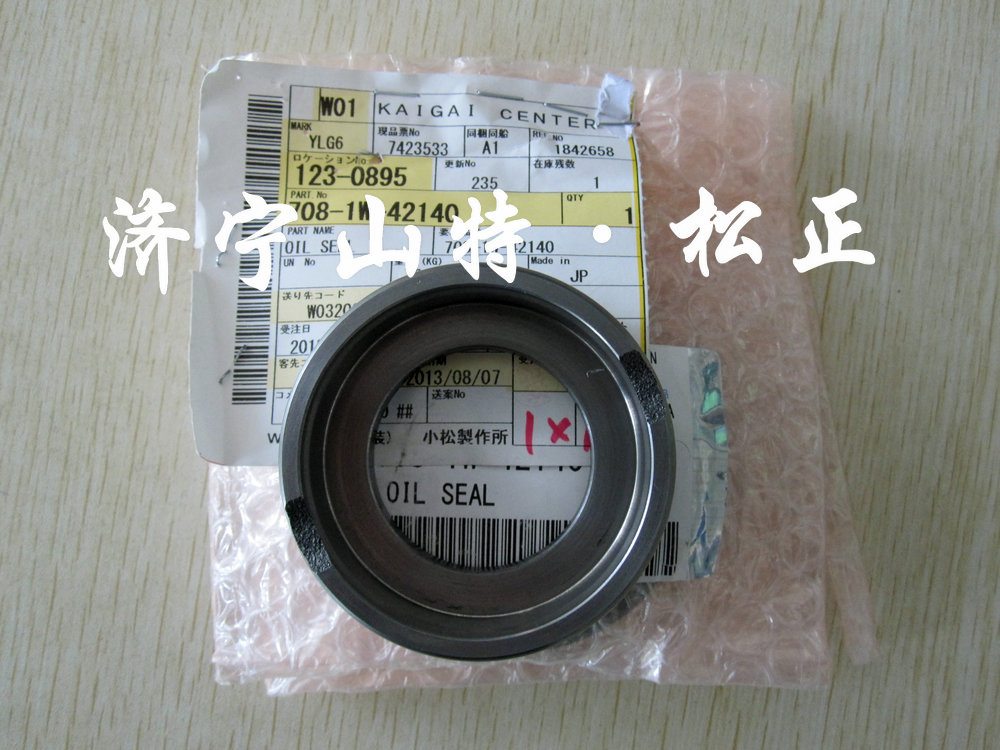 W01 KAIGAI CENTER
MARK 現品票No 同梱同船 REF NO
YLG6 7423533 A1 1842658
ロケーションNo 更新No 在庫残数
123-0895 235 1
PART No QTY
708-1W-42140 1
济宁山特·松正
PART NAME
OIL SEAL 42140
UN No (KG) Made in
JP
送り先コード
受注日
2013/08/07
送案No
##
小松製作所
1×
OIL SEAL